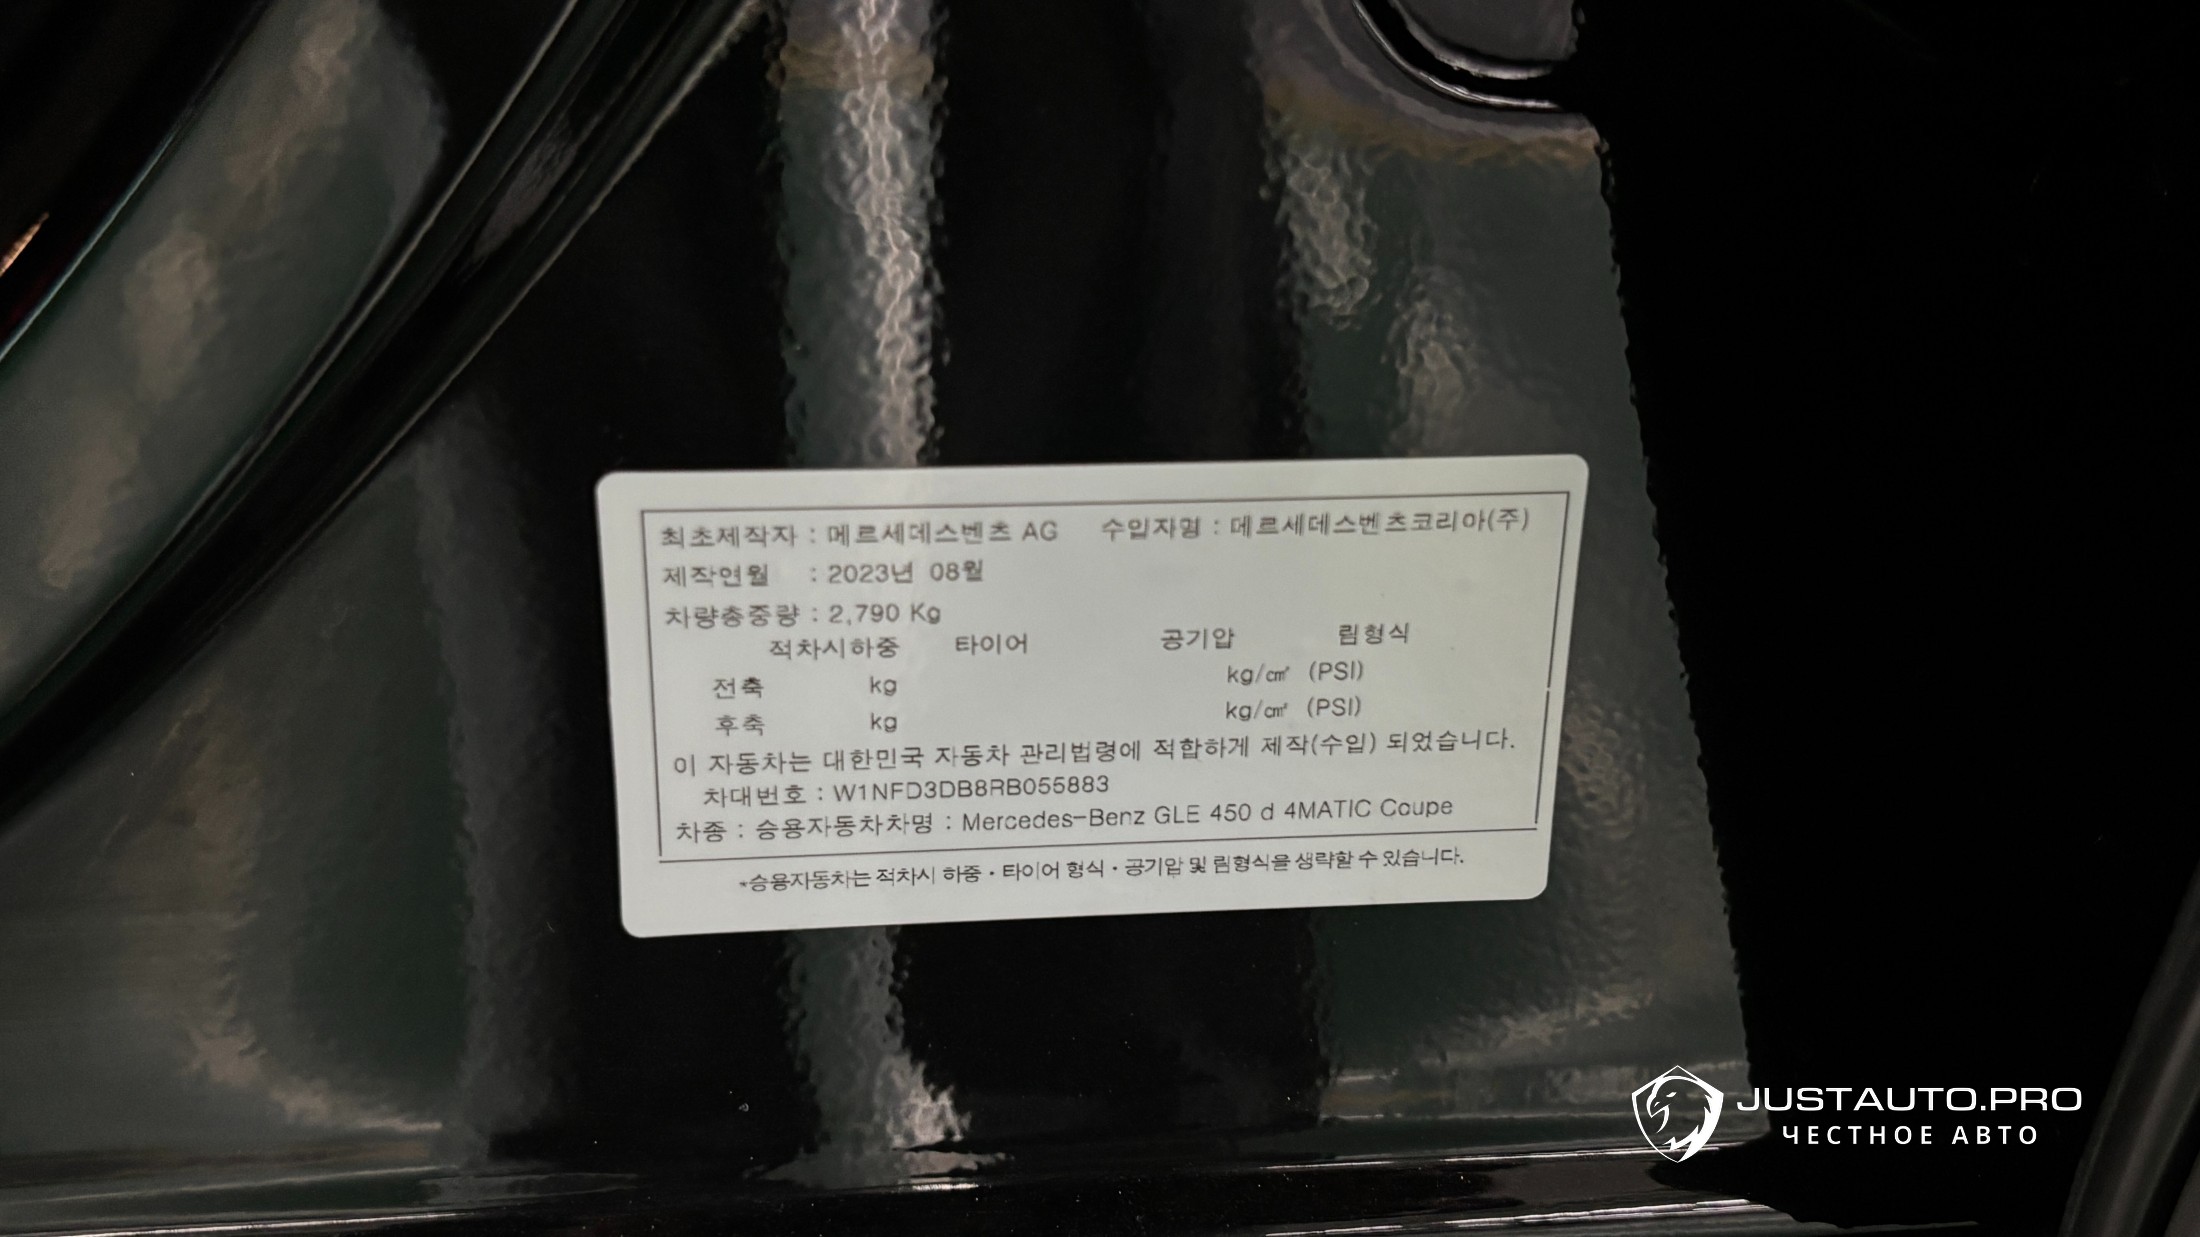 최초제작자 : 메르세데스벤츠 AG 수입자명 : 메르세데스벤츠코리아(주)
제작연월 : 2023년 08월
차량총중량 : 2,790 Kg
적차시하중 타이어 공기압 림형식
전축 kg kg/㎠ (PSI)
후축 kg kg/㎠ (PSI)
이 자동차는 대한민국 자동차 관리법령에 적합하게 제작(수입) 되었습니다.
차대번호 : W1NFD3DB8RB055883
차종 : 승용자동차차명 : Mercedes-Benz GLE 450 d 4MATIC Coupe
*승용자동차는 적차시 하중・타이어 형식・공기압 및 림형식을 생략할 수 있습니다.
JUSTAUTO.PRO
ЧЕСТНОЕ АВТО